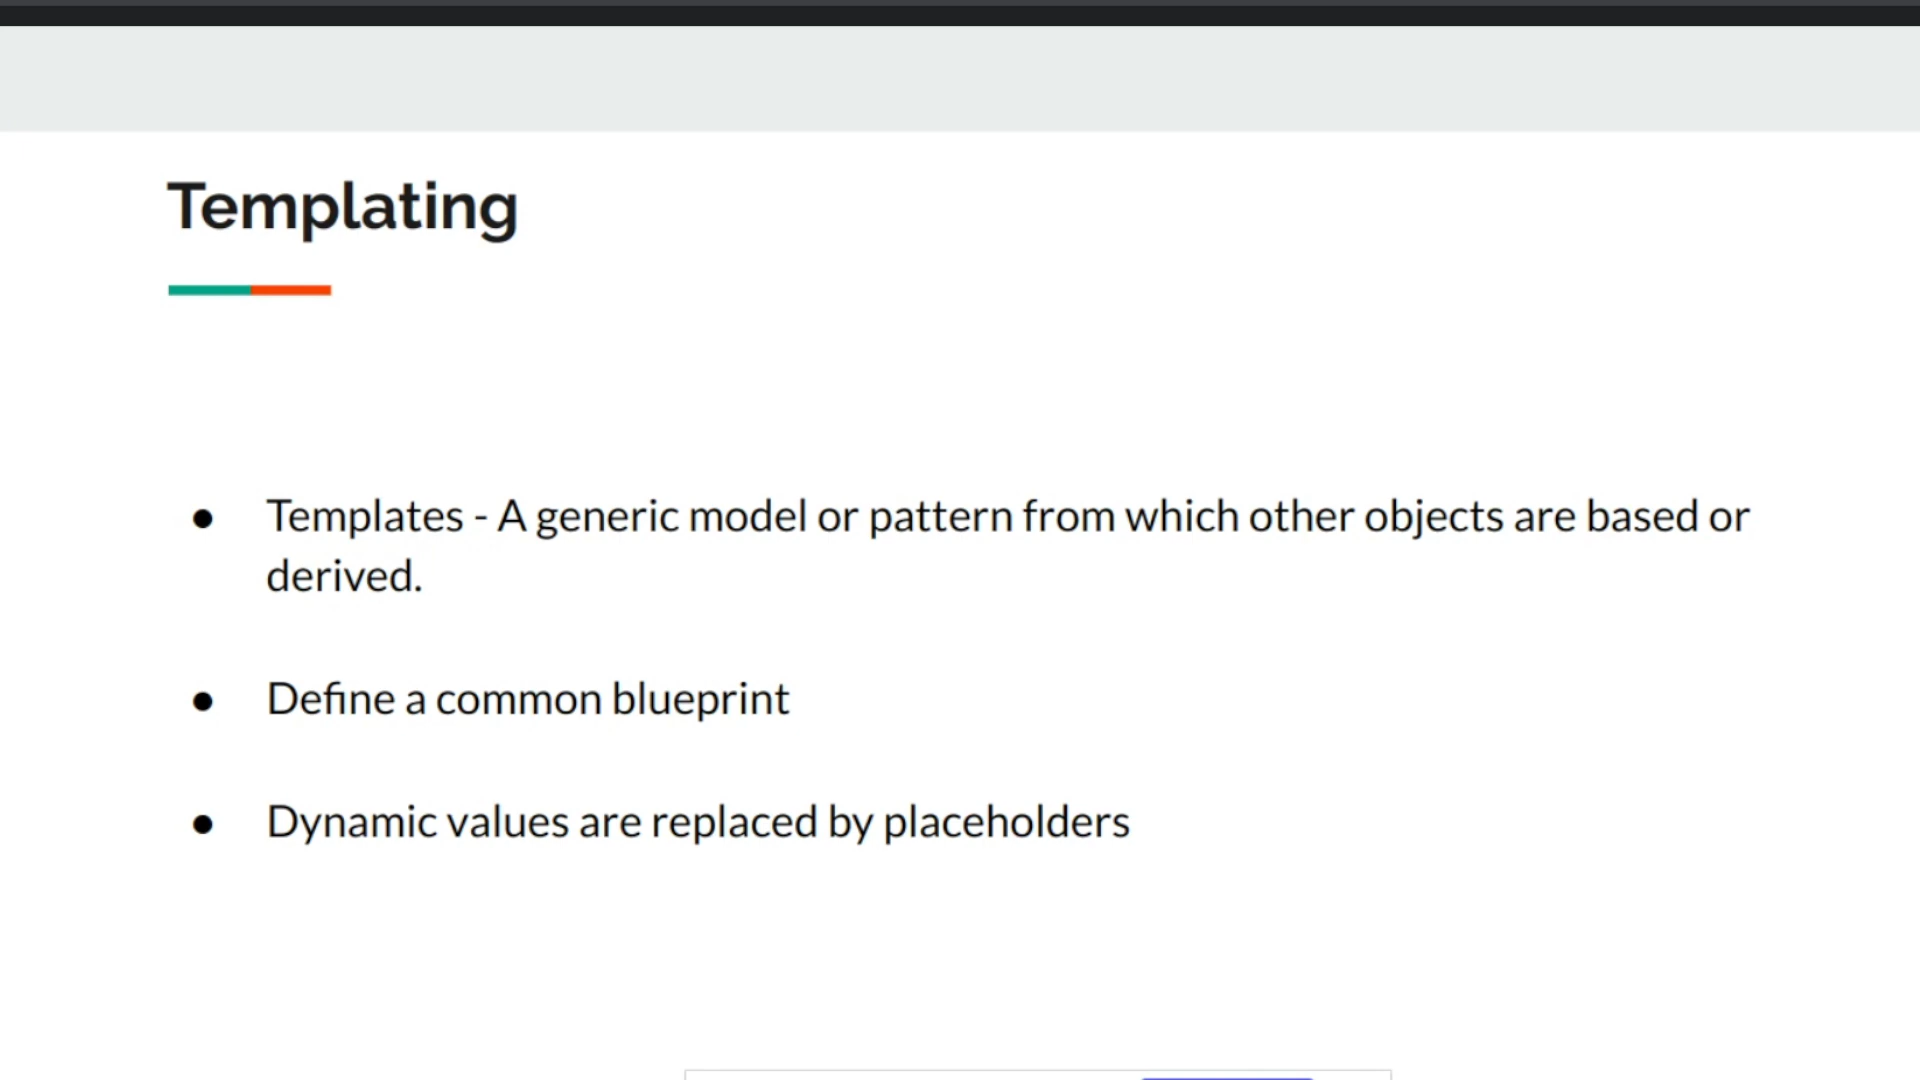 Templating
● Templates - A generic model or pattern from which other objects are based or
derived.
● Define a common blueprint
● Dynamic values are replaced by placeholders